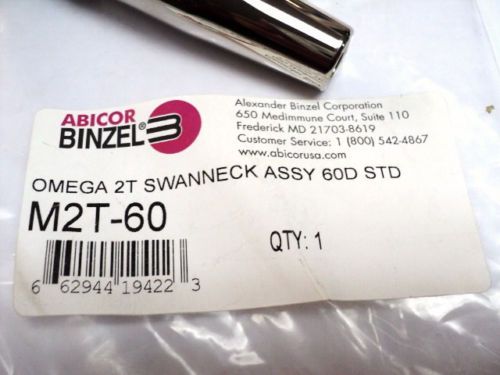 ABICOR
BINZEL®
Alexander Binzel Corporation
650 Medimmune Court, Suite 110
Frederick MD 21703-8619
Customer Service: 1 (800) 542-4867
www.abicorusa.com
OMEGA 2T SWANNECK ASSY 60D STD
M2T-60
QTY: 1
6 62944 19422 3